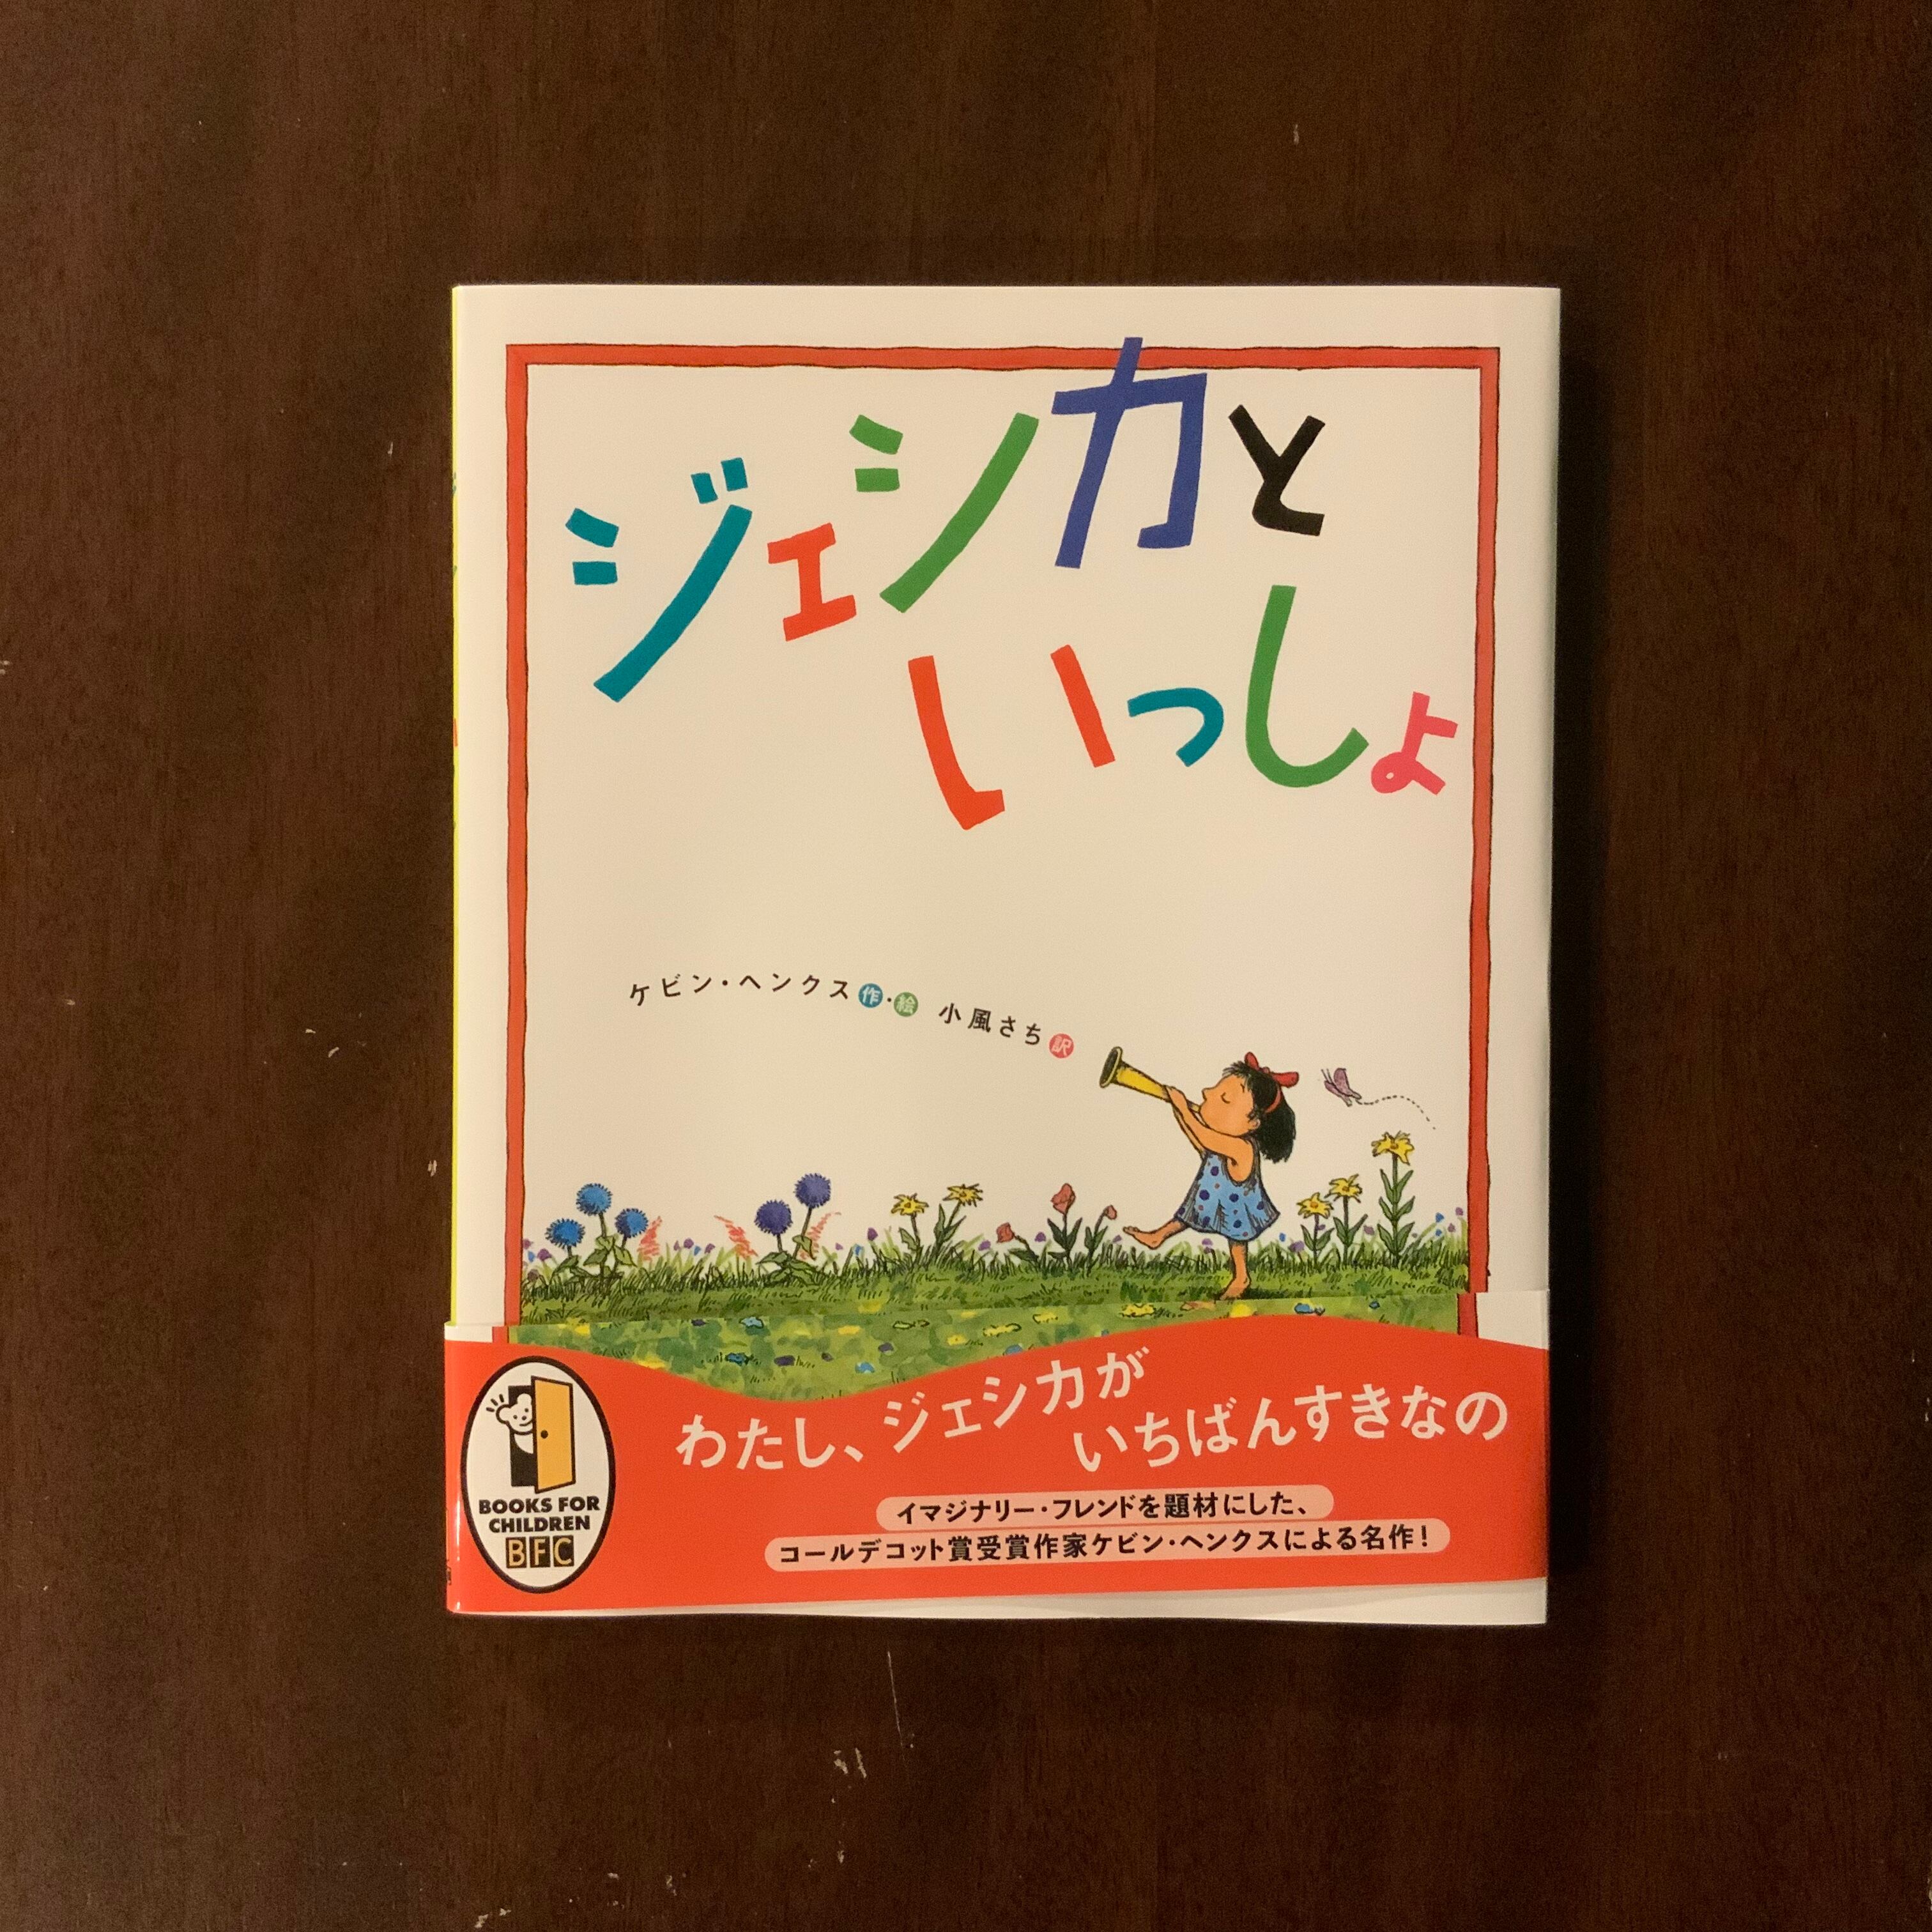 ジェシカと
いっしょ
ケビン・ヘンクス作・絵 小風さち訳
わたし、ジェシカが
いちばんすきなの
イマジナリー・フレンドを題材にした、
コールデコット賞受賞作家ケビン・ヘンクスによる名作!
BOOKS FOR
CHILDREN
BFC